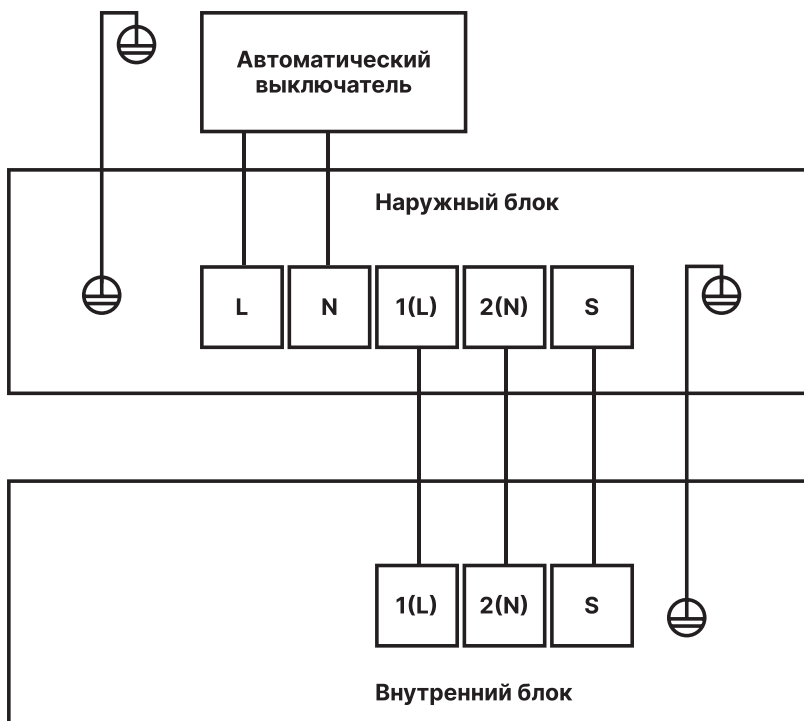 Автоматический
выключатель
Наружный блок
L N 1(L) 2(N) S
1(L) 2(N) S
Внутренний блок